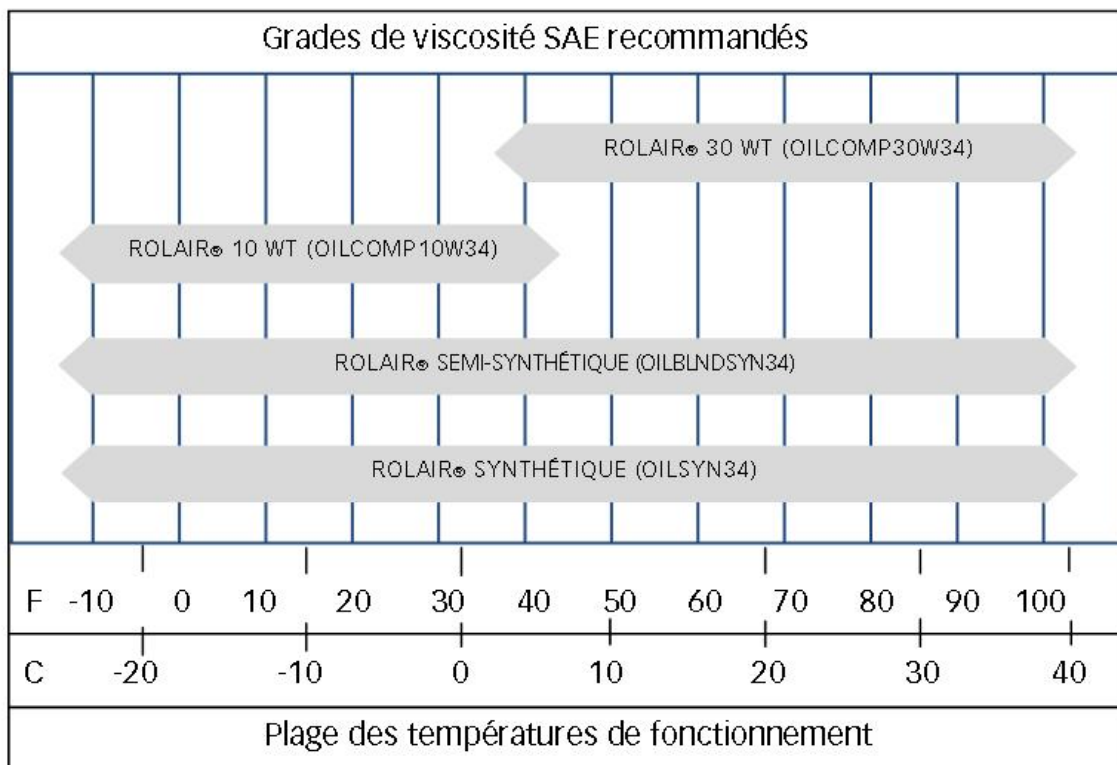 Grades de viscosité SAE recommandés
ROLAIR® 30 WT (OILCOMP30W34)
ROLAIR® 10 WT (OILCOMP10W34)
ROLAIR® SEMI-SYNTHÉTIQUE (OILBLNDSYN34)
ROLAIR® SYNTHÉTIQUE (OILSYN34)
F -10 0 10 20 30 40 50 60 70 80 90 100
C -20 -10 0 10 20 30 40
Plage des températures de fonctionnement